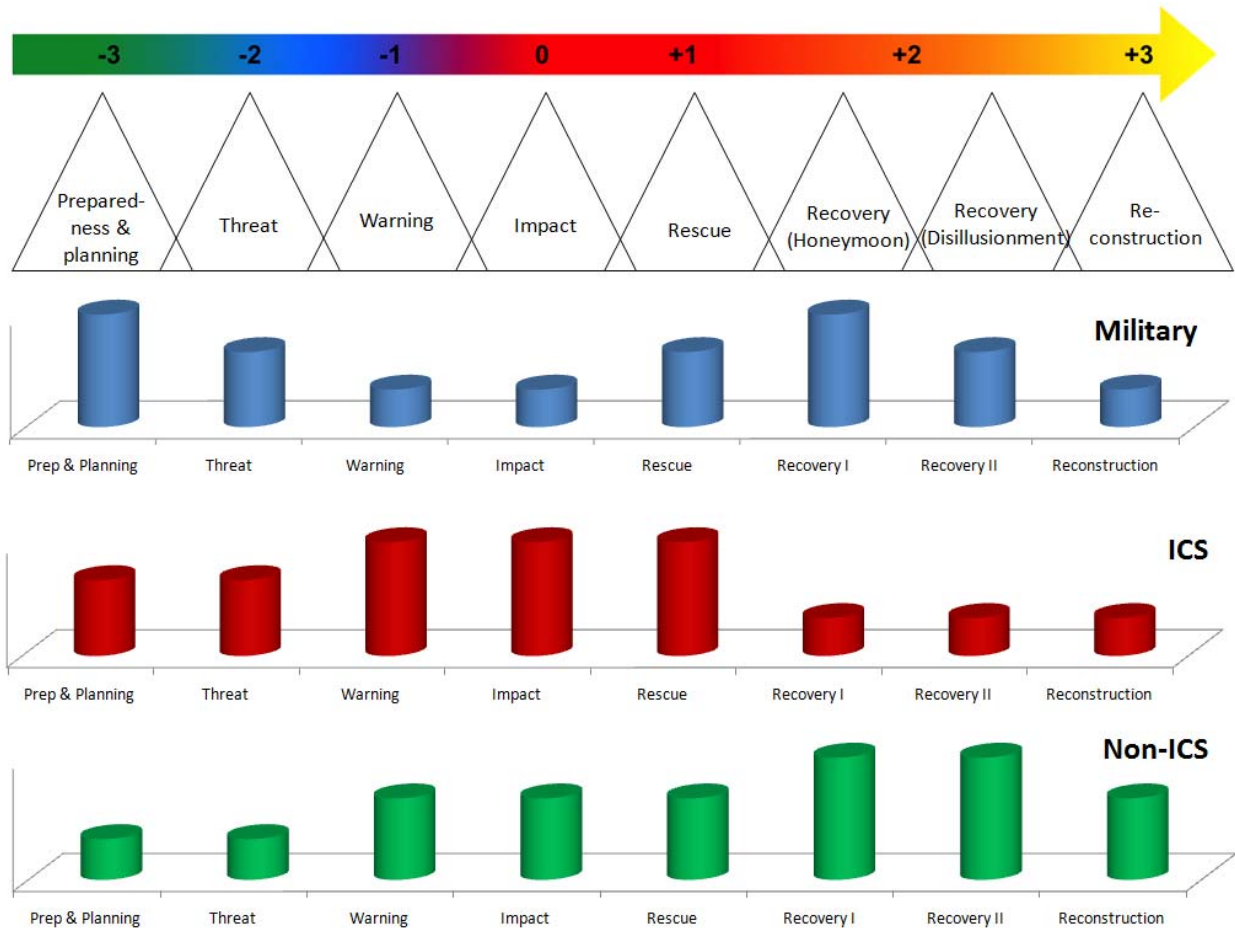 -3 -2 -1 0 +1 +2 +3
Prepared-
ness &
planning
Threat
Warning
Impact
Rescue
Recovery
(Honeymoon)
Recovery
(Disillusionment)
Re-
construction
Military
Prep & Planning Threat Warning Impact Rescue Recovery I Recovery II Reconstruction
ICS
Prep & Planning Threat Warning Impact Rescue Recovery I Recovery II Reconstruction
Non-ICS
Prep & Planning Threat Warning Impact Rescue Recovery I Recovery II Reconstruction